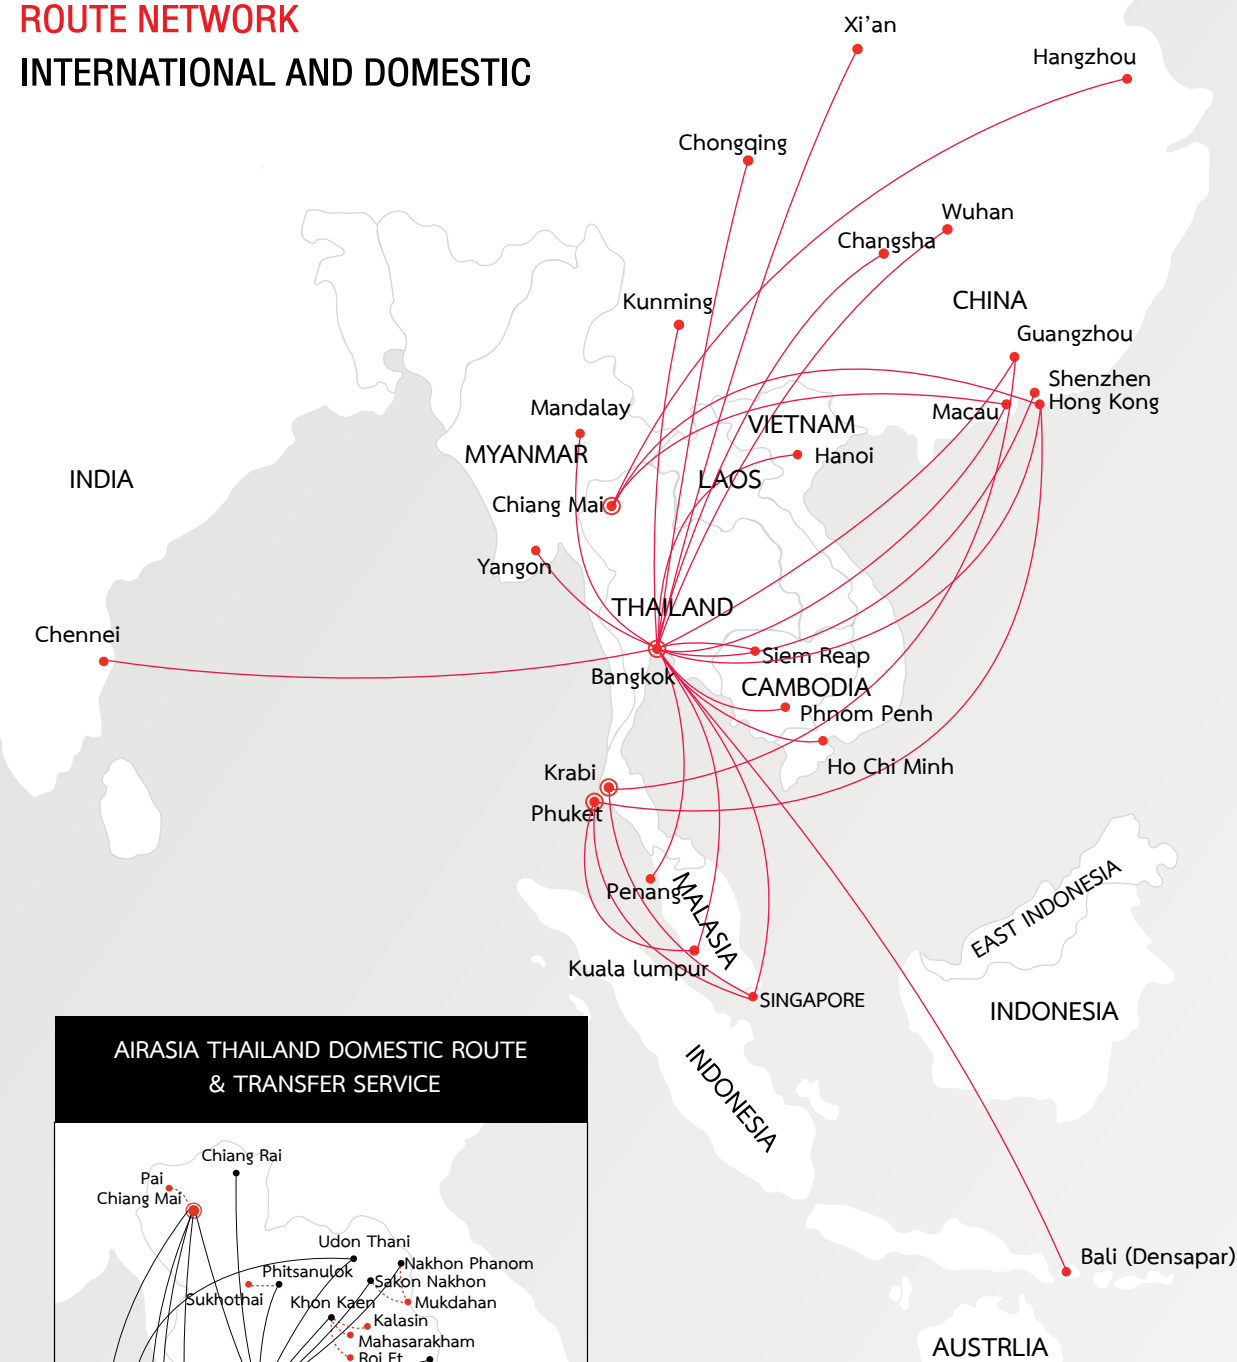 ROUTE NETWORK
INTERNATIONAL AND DOMESTIC
Xi’an
Hangzhou
Chongqing
Wuhan
Changsha
CHINA
Kunming
Guangzhou
Shenzhen
Hong Kong
Macau
Mandalay
VIETNAM
MYANMAR
Hanoi
INDIA
LAOS
Chiang Mai
Yangon
THAILAND
Chennei
Siem Reap
Bangkok
CAMBODIA
Phnom Penh
Ho Chi Minh
Krabi
Phuket
Penang
MALASIA
EAST INDONESIA
Kuala lumpur
SINGAPORE
INDONESIA
INDONESIA
AIRASIA THAILAND DOMESTIC ROUTE
& TRANSFER SERVICE
Chiang Rai
Pai
Chiang Mai
Udon Thani
Nakhon Phanom
Phitsanulok
Sakon Nakhon
Sukhothai
Khon Kaen
Mukdahan
Kalasin
Mahasarakham
Roi Et
Bali (Densapar)
AUSTRLIA